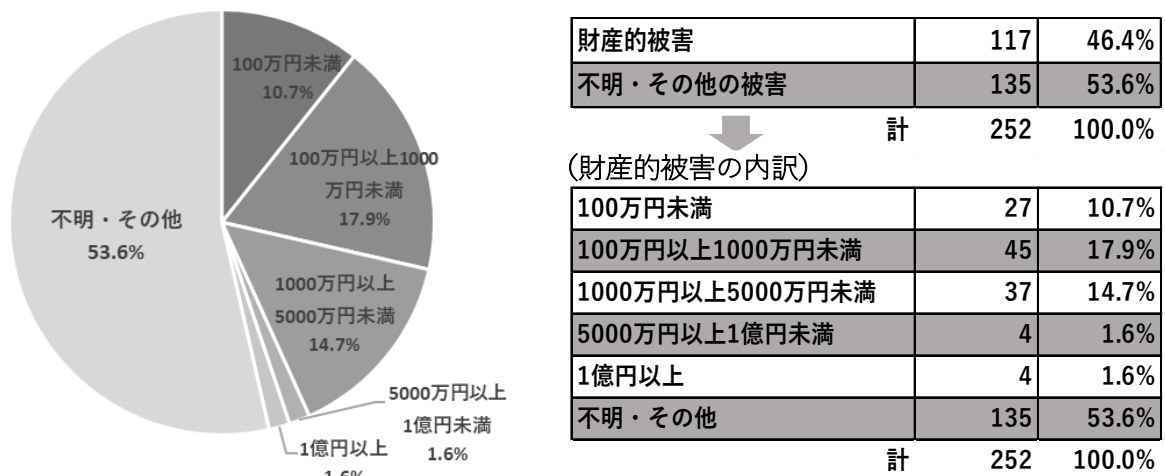 100万円未満
10.7%
100万円以上1000
万円未満
17.9%
不明・その他
53.6%
1000万円以上
5000万円未満
14.7%
5000万円以上
1億円未満
1.6%
1億円以上
1.6%
財産的被害 117 46.4%
不明・その他の被害 135 53.6%
計 252 100.0%
(財産的被害の内訳)
100万円未満 27 10.7%
100万円以上1000万円未満 45 17.9%
1000万円以上5000万円未満 37 14.7%
5000万円以上1億円未満 4 1.6%
1億円以上 4 1.6%
不明・その他 135 53.6%
計 252 100.0%